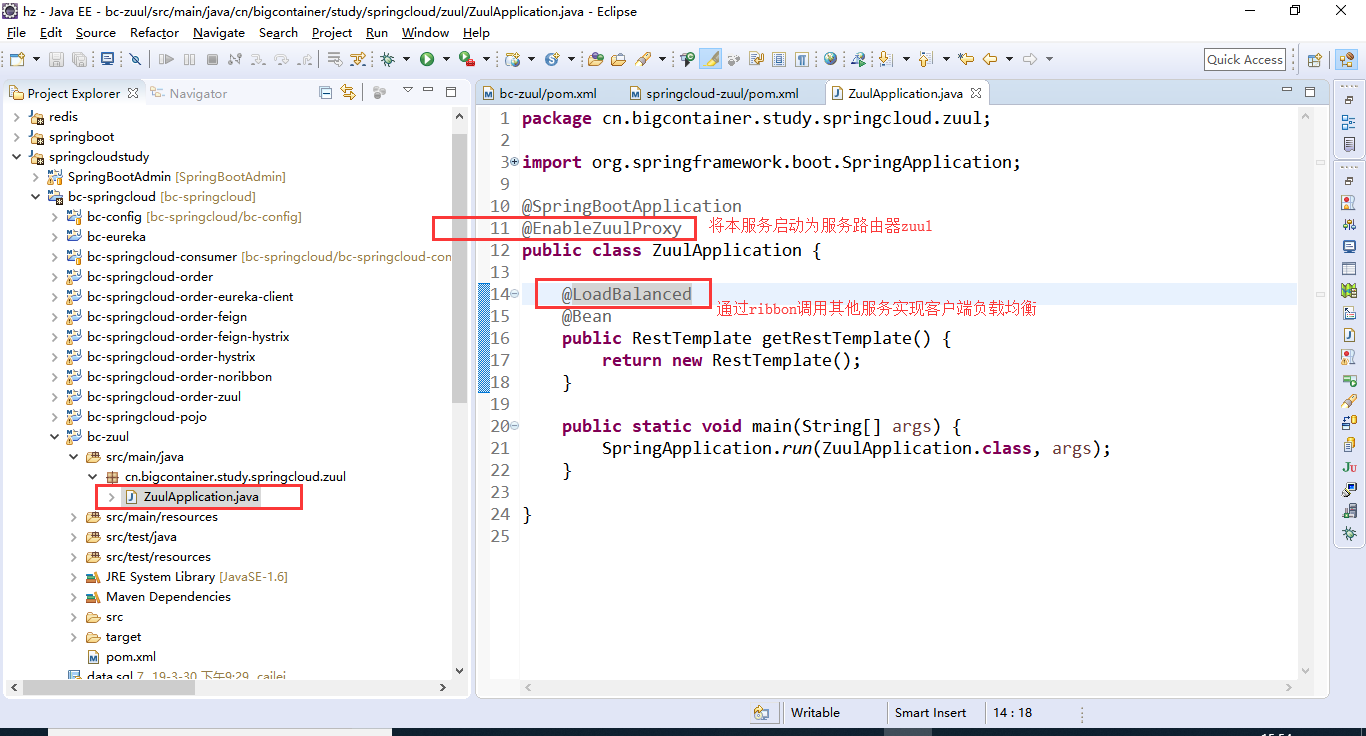 hz - Java EE - bc-zuul/src/main/java/cn/bigcontainer/study/springcloud/zuul/ZuulApplication.java - Eclipse
File Edit Source Refactor Navigate Search Project Run Window Help
Quick Access
Project Explorer Navigator
redis
springboot
springcloudstudy
SpringBootAdmin [SpringBootAdmin]
bc-springcloud [bc-springcloud]
bc-config [bc-springcloud/bc-config]
bc-eureka
bc-springcloud-consumer [bc-springcloud/bc-springcloud-con
bc-springcloud-order
bc-springcloud-order-eureka-client
bc-springcloud-order-feign
bc-springcloud-order-feign-hystrix
bc-springcloud-order-hystrix
bc-springcloud-order-noribbon
bc-springcloud-order-zuul
bc-springcloud-pojo
bc-zuul
src/main/java
cn.bigcontainer.study.springcloud.zuul
ZuulApplication.java
src/main/resources
src/test/java
src/test/resources
JRE System Library [JavaSE-1.6]
Maven Dependencies
src
target
pom.xml
data.sql 7 19-3-30 下午9:29 cailei
bc-zuul/pom.xml springcloud-zuul/pom.xml ZuulApplication.java
1 package cn.bigcontainer.study.springcloud.zuul;
2
3 import org.springframework.boot.SpringApplication;
9
10 @SpringBootApplication
11 @EnableZuulProxy 将本服务启动为服务路由器zuul
12 public class ZuulApplication {
13
14 @LoadBalanced 通过ribbon调用其他服务实现客户端负载均衡
15 @Bean
16 public RestTemplate getRestTemplate() {
17 return new RestTemplate();
18 }
19
20 public static void main(String[] args) {
21 SpringApplication.run(ZuulApplication.class, args);
22 }
23
24 }
25
Writable Smart Insert 14 : 18